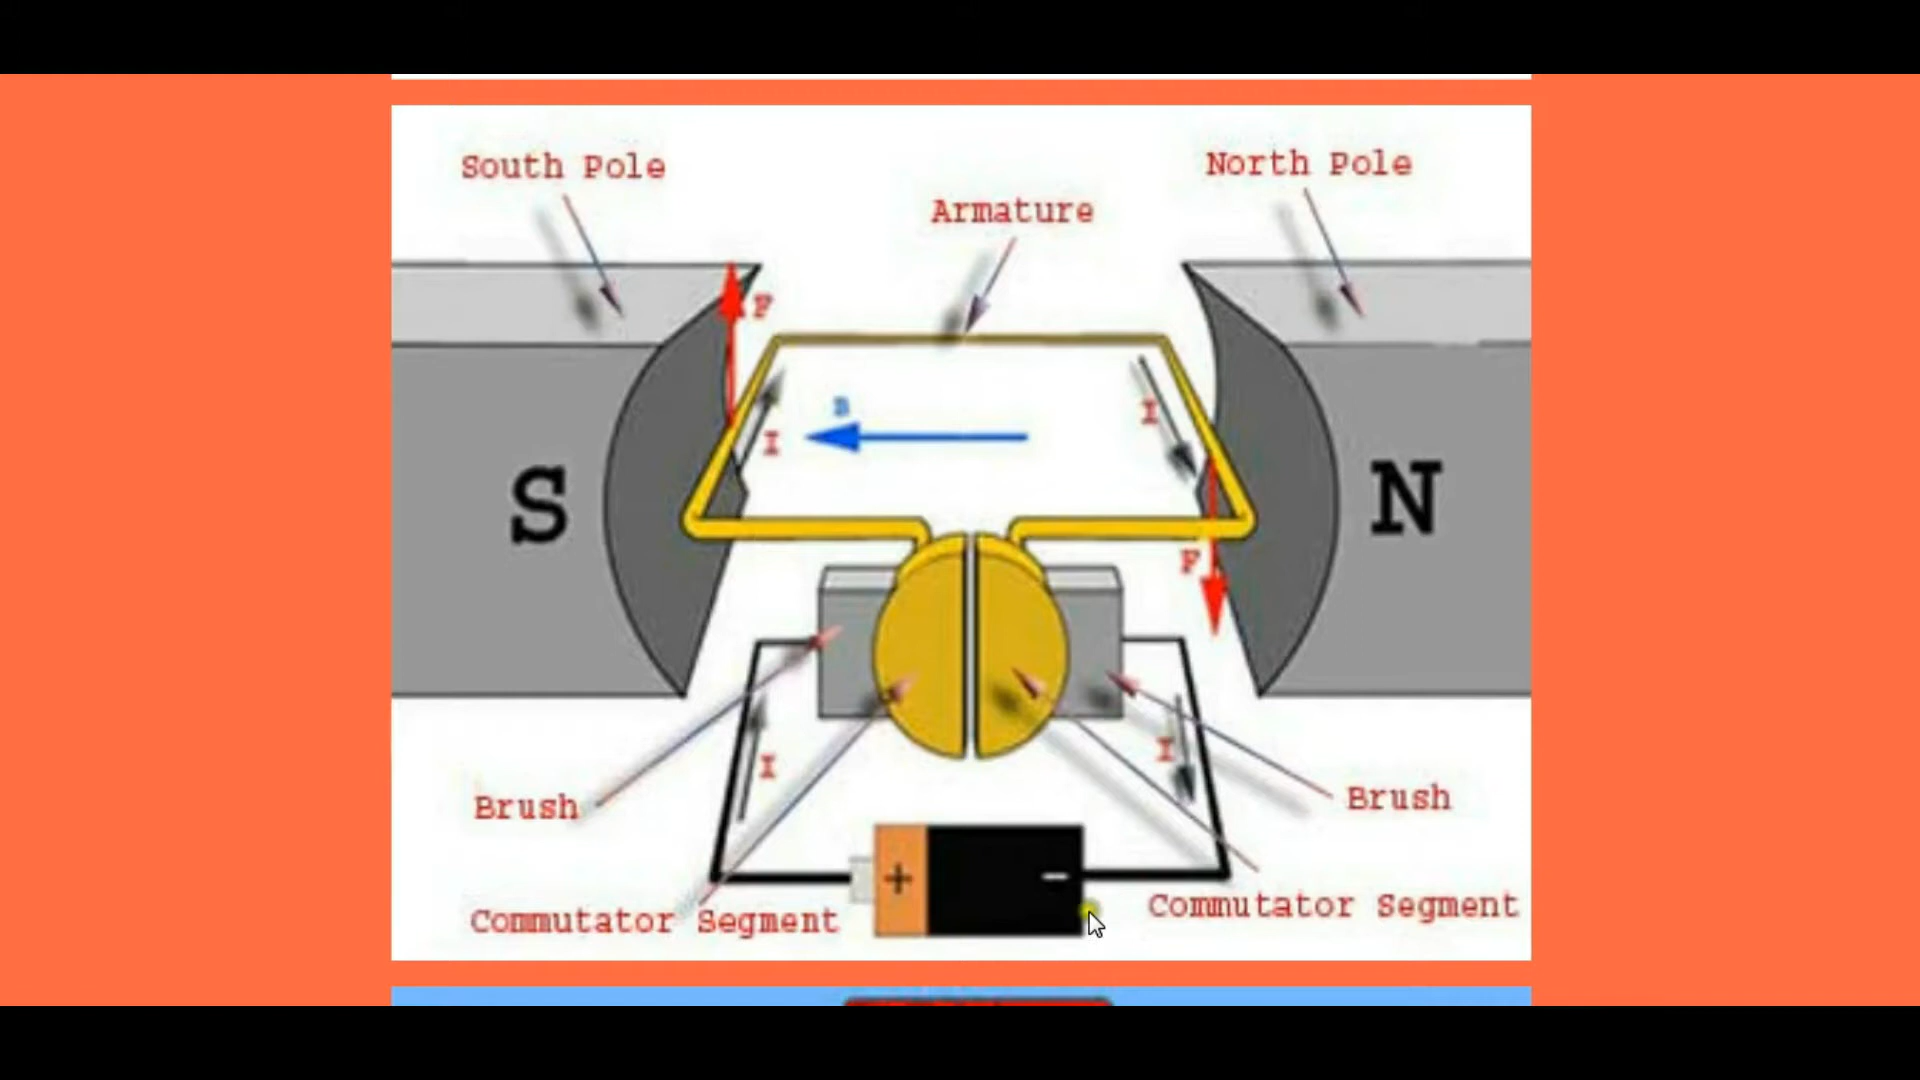 South Pole
North Pole
Armature
F
B
I
I
S
N
F
I
I
Brush
Brush
+
-
Commutator Segment
Commutator Segment